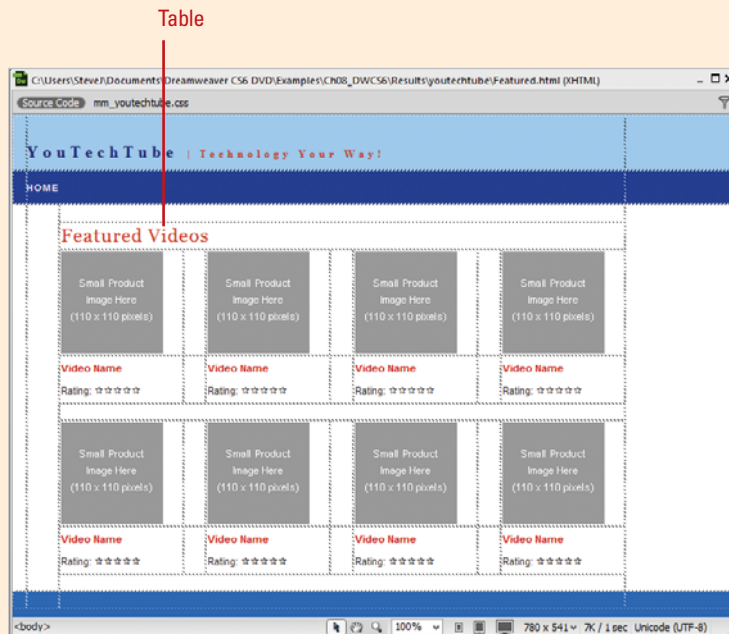 Table
C:\Users\SteveJ\Documents\Dreamweaver CS6 DVD\Examples\Ch08_DWCS6\Results\youtechtube\Featured.html (XHTML)
Source Code mm_youtechtube.css
YouTechTube | Technology Your Way!
HOME
Featured Videos
Small Product Small Product Small Product Small Product
Image Here Image Here Image Here Image Here
(110 x 110 pixels) (110 x 110 pixels) (110 x 110 pixels) (110 x 110 pixels)
Video Name Video Name Video Name Video Name
Rating: ☆☆☆☆☆ Rating: ☆☆☆☆☆ Rating: ☆☆☆☆☆ Rating: ☆☆☆☆☆
Small Product Small Product Small Product Small Product
Image Here Image Here Image Here Image Here
(110 x 110 pixels) (110 x 110 pixels) (110 x 110 pixels) (110 x 110 pixels)
Video Name Video Name Video Name Video Name
Rating: ☆☆☆☆☆ Rating: ☆☆☆☆☆ Rating: ☆☆☆☆☆ Rating: ☆☆☆☆☆
<body> 100% 780 x 541 7K / 1 sec Unicode (UTF-8)